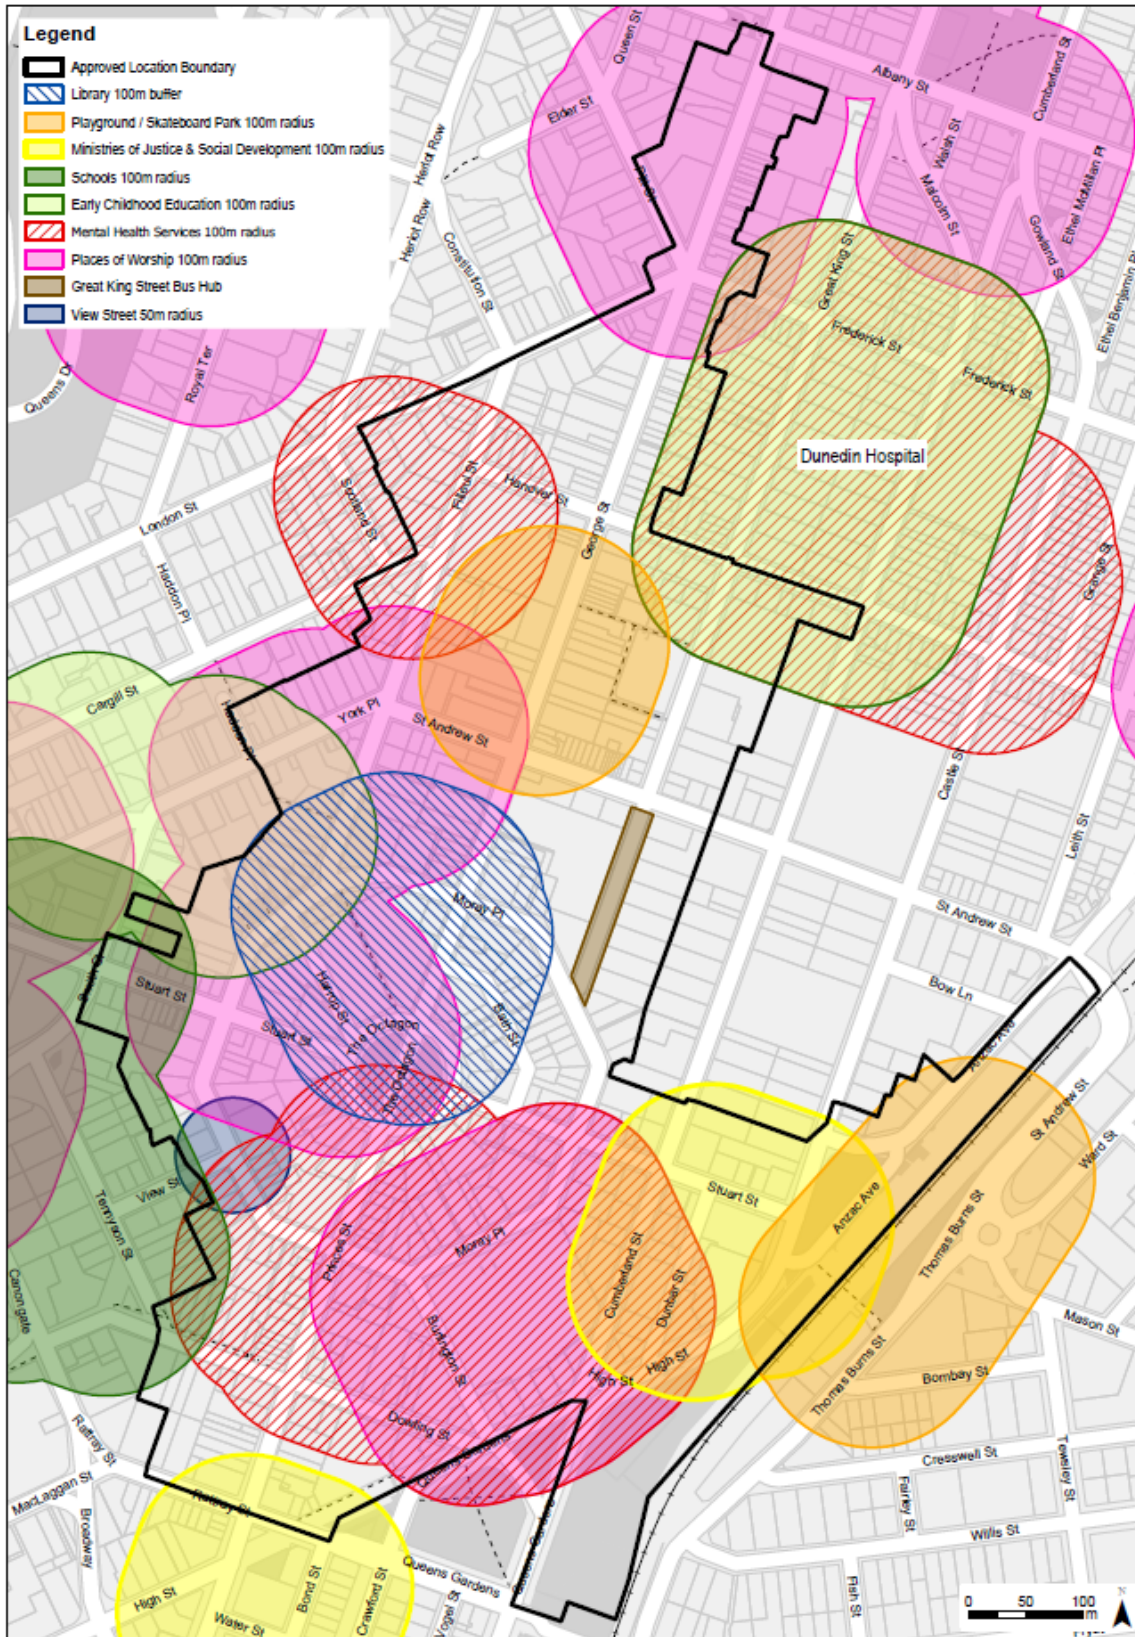 Legend
Approved Location Boundary
Library 100m buffer
Playground / Skateboard Park 100m radius
Ministries of Justice & Social Development 100m radius
Schools 100m radius
Early Childhood Education 100m radius
Mental Health Services 100m radius
Places of Worship 100m radius
Great King Street Bus Hub
View Street 50m radius
Queen St
Elder St
Albany St
Cumberland St
Walsh St
Malcolm St
Ethel McMillan Pl
Gowland St
Heriot Row
Heriot Row
Constitution St
Great King St
Frederick St
Frederick St
Royal Ter
Dunedin Hospital
Filleul St
Hanover St
Scotland St
George St
London St
Haddon Pl
Grange St
Cargill St
York Pl
St Andrew St
Castle St
Leith St
Moray Pl
St Andrew St
Bow Ln
Stuart St
Harrop St
Stuart St
The Octagon
The Octagon
Bath St
Anzac Ave
St Andrew St
Ward St
View St
Tennyson St
Stuart St
Anzac Ave
Thomas Burns St
Princes St
Moray Pl
Cumberland St
Dunbar St
Canongate
Burlington St
High St
High St
Mason St
Thomas Burns St
Bombay St
Dowling St
Queens Gardens
Rattray St
Cresswell St
Tewsley St
MacLaggan St
Rattray St
Broadway
Fairley St
Willis St
Queens Gardens
Queens Gardens
High St
Bond St
Crawford St
Vogel St
Water St
Fish St
0 50 100
m
N